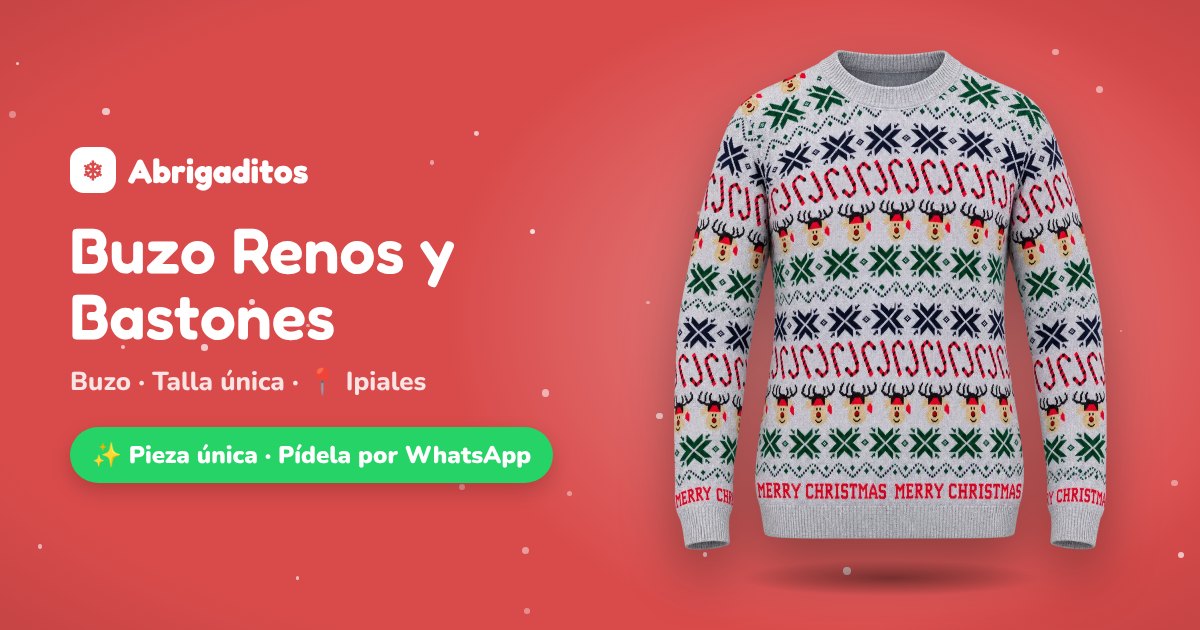 Abrigaditos
Buzo Renos y
Bastones
Buzo · Talla única · 📍 Ipiales
✨ Pieza única · Pídela por WhatsApp
MERRY CHRISTMAS MERRY CHRISTMAS